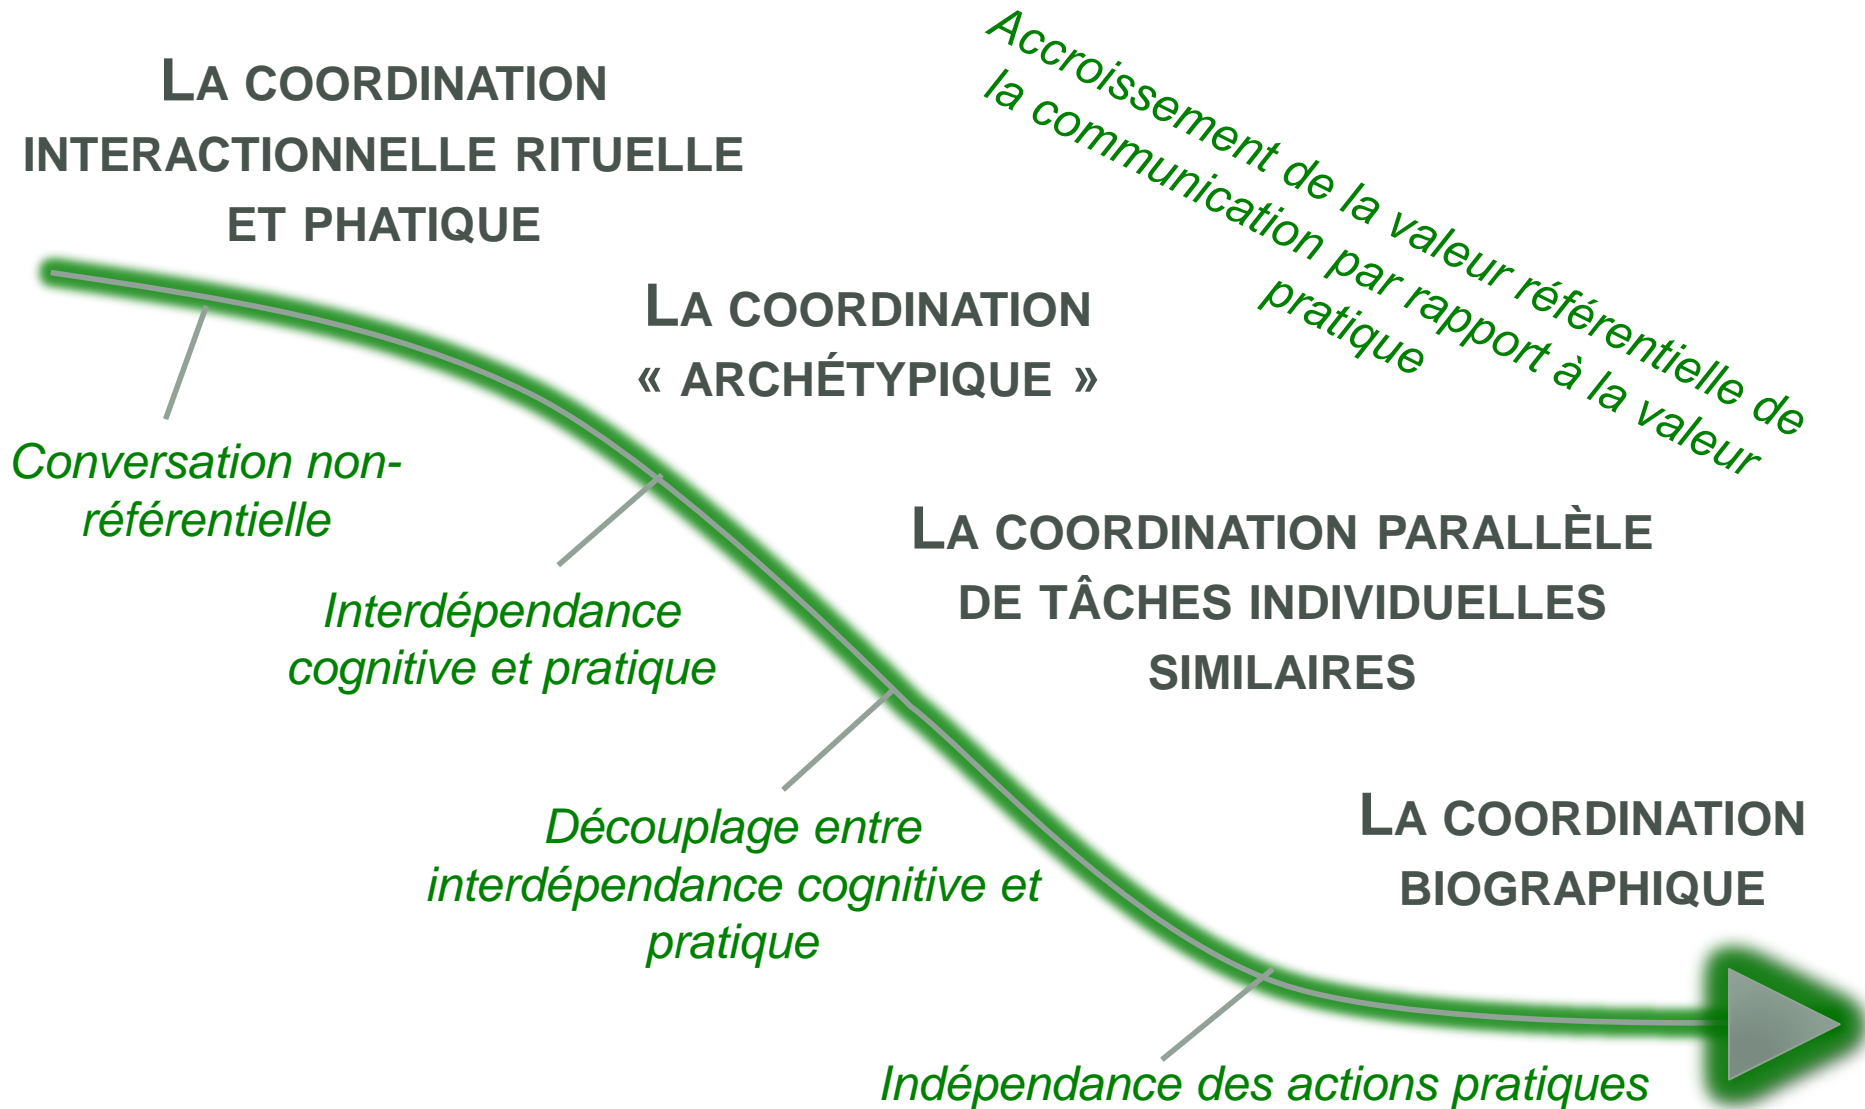 LA COORDINATION
INTERACTIONNELLE RITUELLE
ET PHATIQUE
Accroissement de la valeur référentielle de
la communication par rapport à la valeur
pratique
LA COORDINATION
« ARCHÉTYPIQUE »
Conversation non-
référentielle
LA COORDINATION PARALLÈLE
DE TÂCHES INDIVIDUELLES
SIMILAIRES
Interdépendance
cognitive et pratique
Découplage entre
interdépendance cognitive et
pratique
LA COORDINATION
BIOGRAPHIQUE
Indépendance des actions pratiques